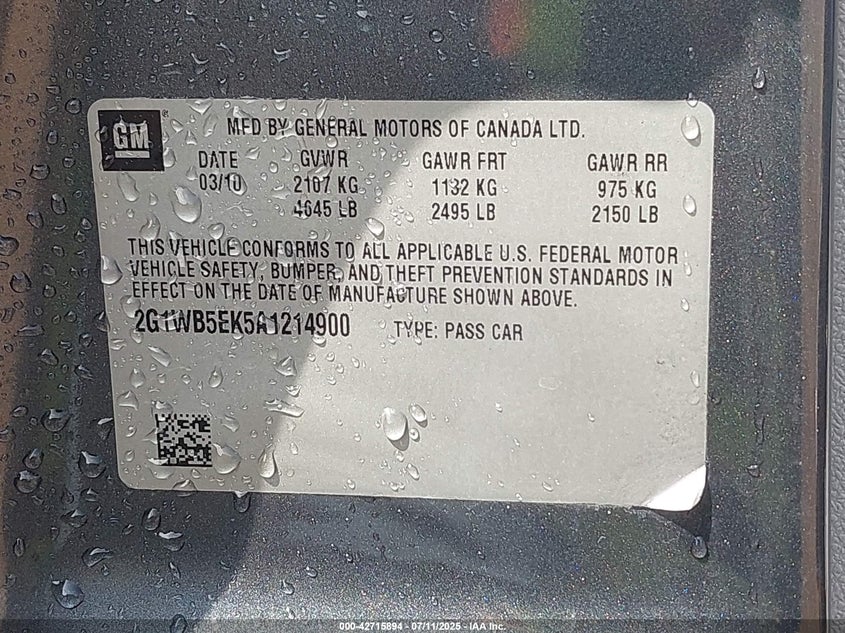 GM ®
MFD BY GENERAL MOTORS OF CANADA LTD.
DATE GVWR GAWR FRT GAWR RR
03/10 2107 KG 1132 KG 975 KG
4645 LB 2495 LB 2150 LB
THIS VEHICLE CONFORMS TO ALL APPLICABLE U.S. FEDERAL MOTOR
VEHICLE SAFETY, BUMPER, AND THEFT PREVENTION STANDARDS IN
EFFECT ON THE DATE OF MANUFACTURE SHOWN ABOVE.
2G1WB5EK5A1214900 TYPE: PASS CAR
000-42715894 - 07/11/2025 - IAA Inc.